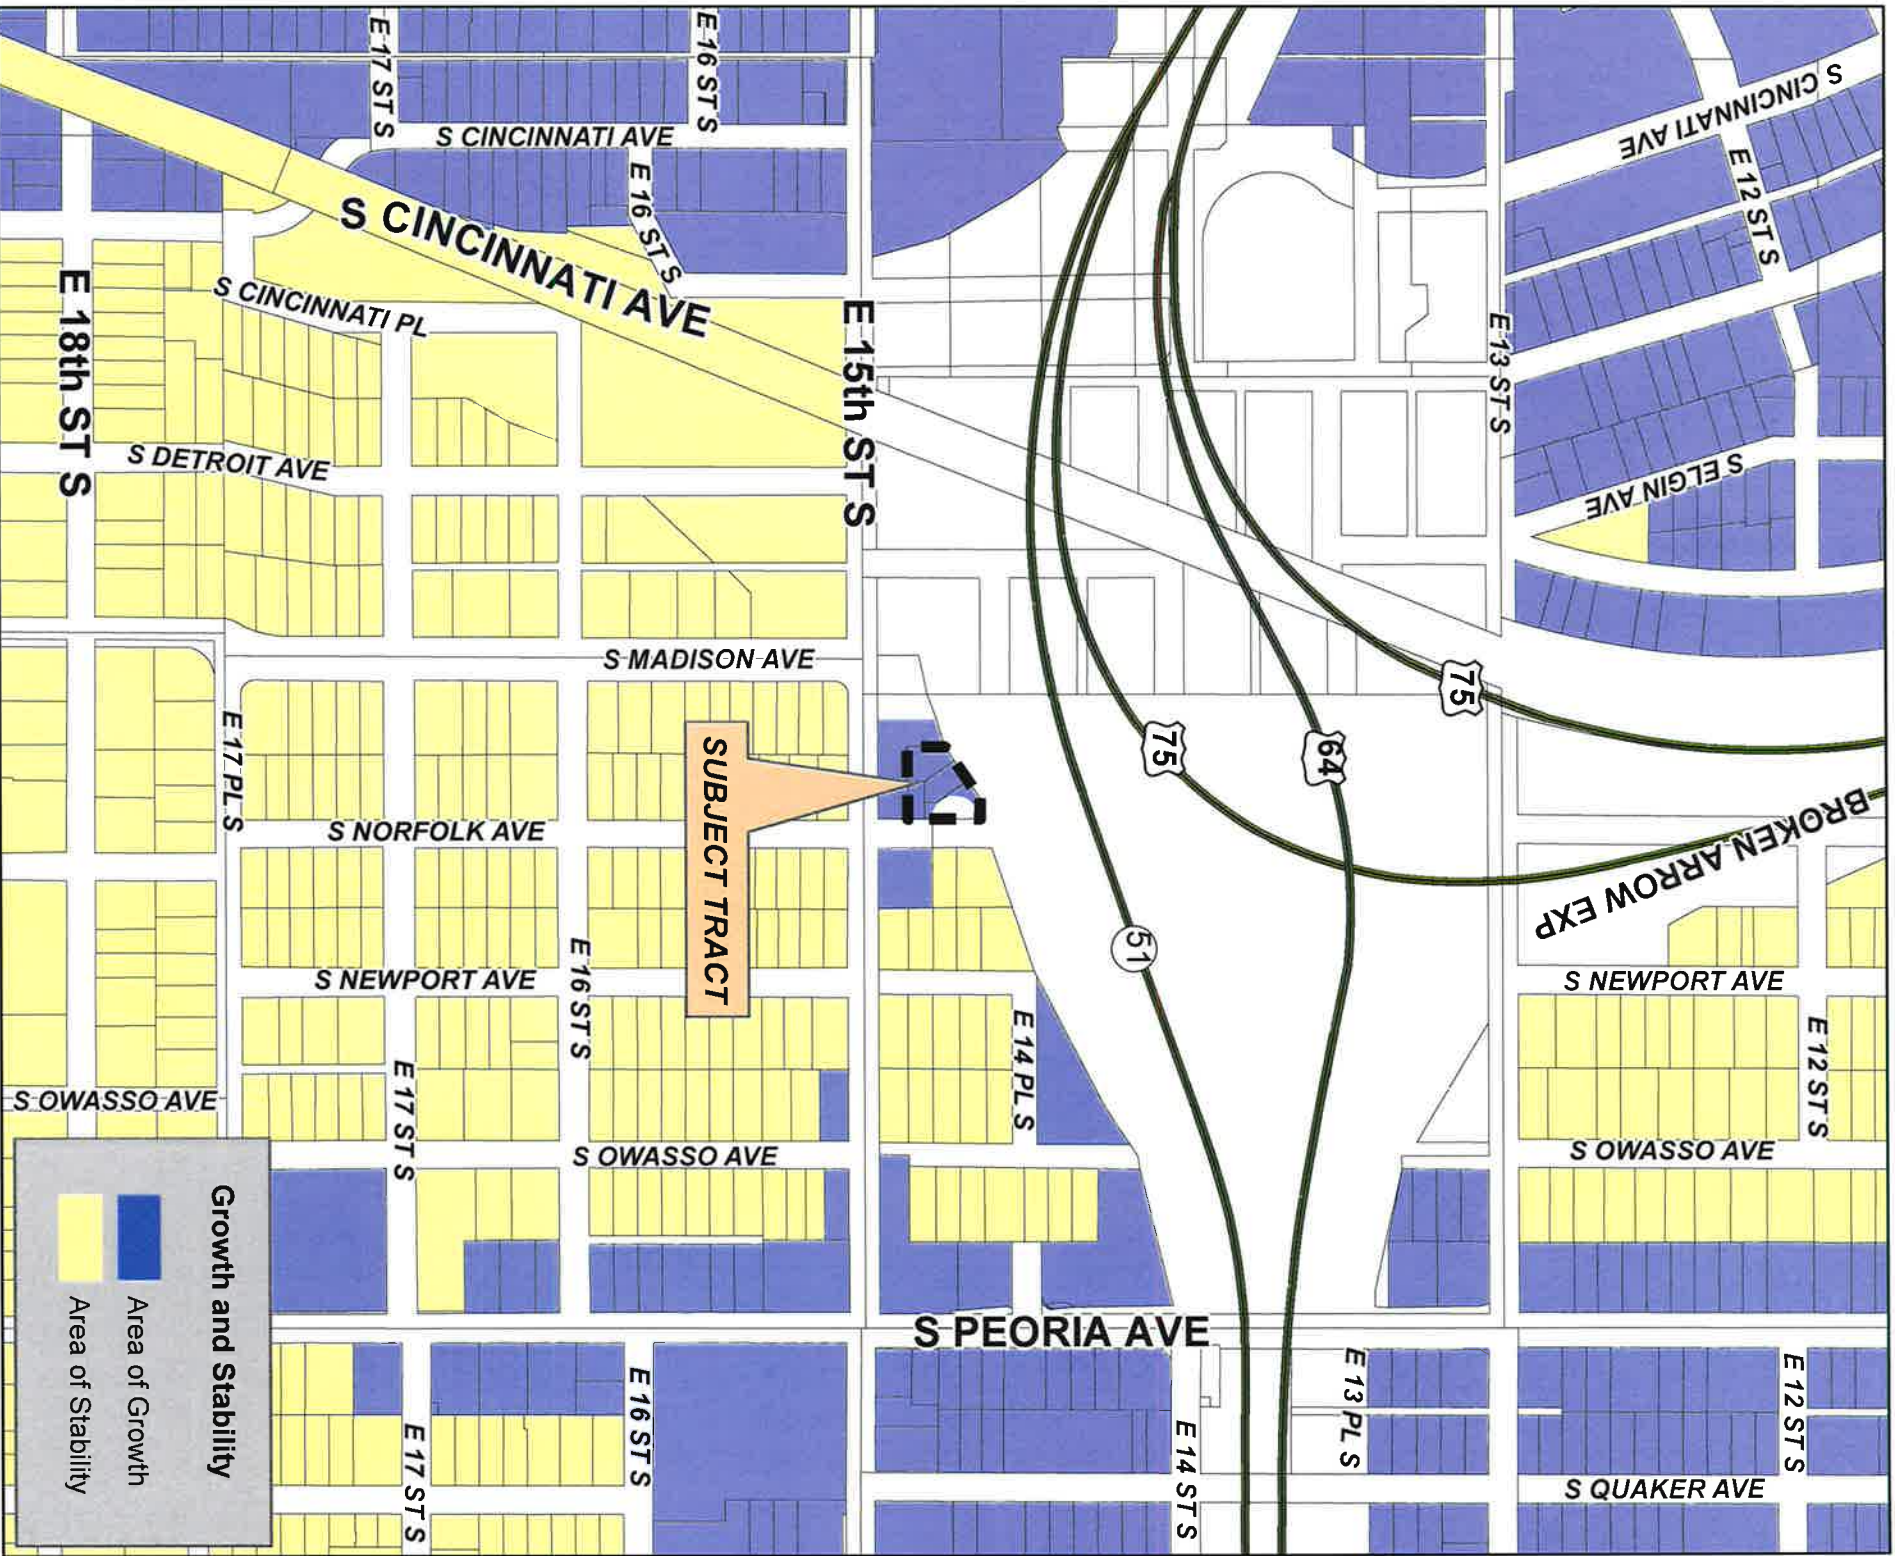 E 17 ST S
E 16 ST S
S CINCINNATI AVE
S CINCINNATI AVE
E 12 ST S
E 16 ST S
S CINCINNATI AVE
E 18th ST S
S CINCINNATI PL
E 15th ST S
E 13 ST S
S DETROIT AVE
S ELGIN AVE
S MADISON AVE
75
75
64
E 17 PL S
SUBJECT TRACT
S NORFOLK AVE
BROKEN ARROW EXP
51
S NEWPORT AVE
E 16 ST S
S NEWPORT AVE
E 14 PL S
E 12 ST S
S OWASSO AVE
E 17 ST S
S OWASSO AVE
S OWASSO AVE
S PEORIA AVE
E 16 ST S
E 17 ST S
E 14 ST S
E 13 PL S
E 12 ST S
S QUAKER AVE
Growth and Stability
Area of Growth
Area of Stability